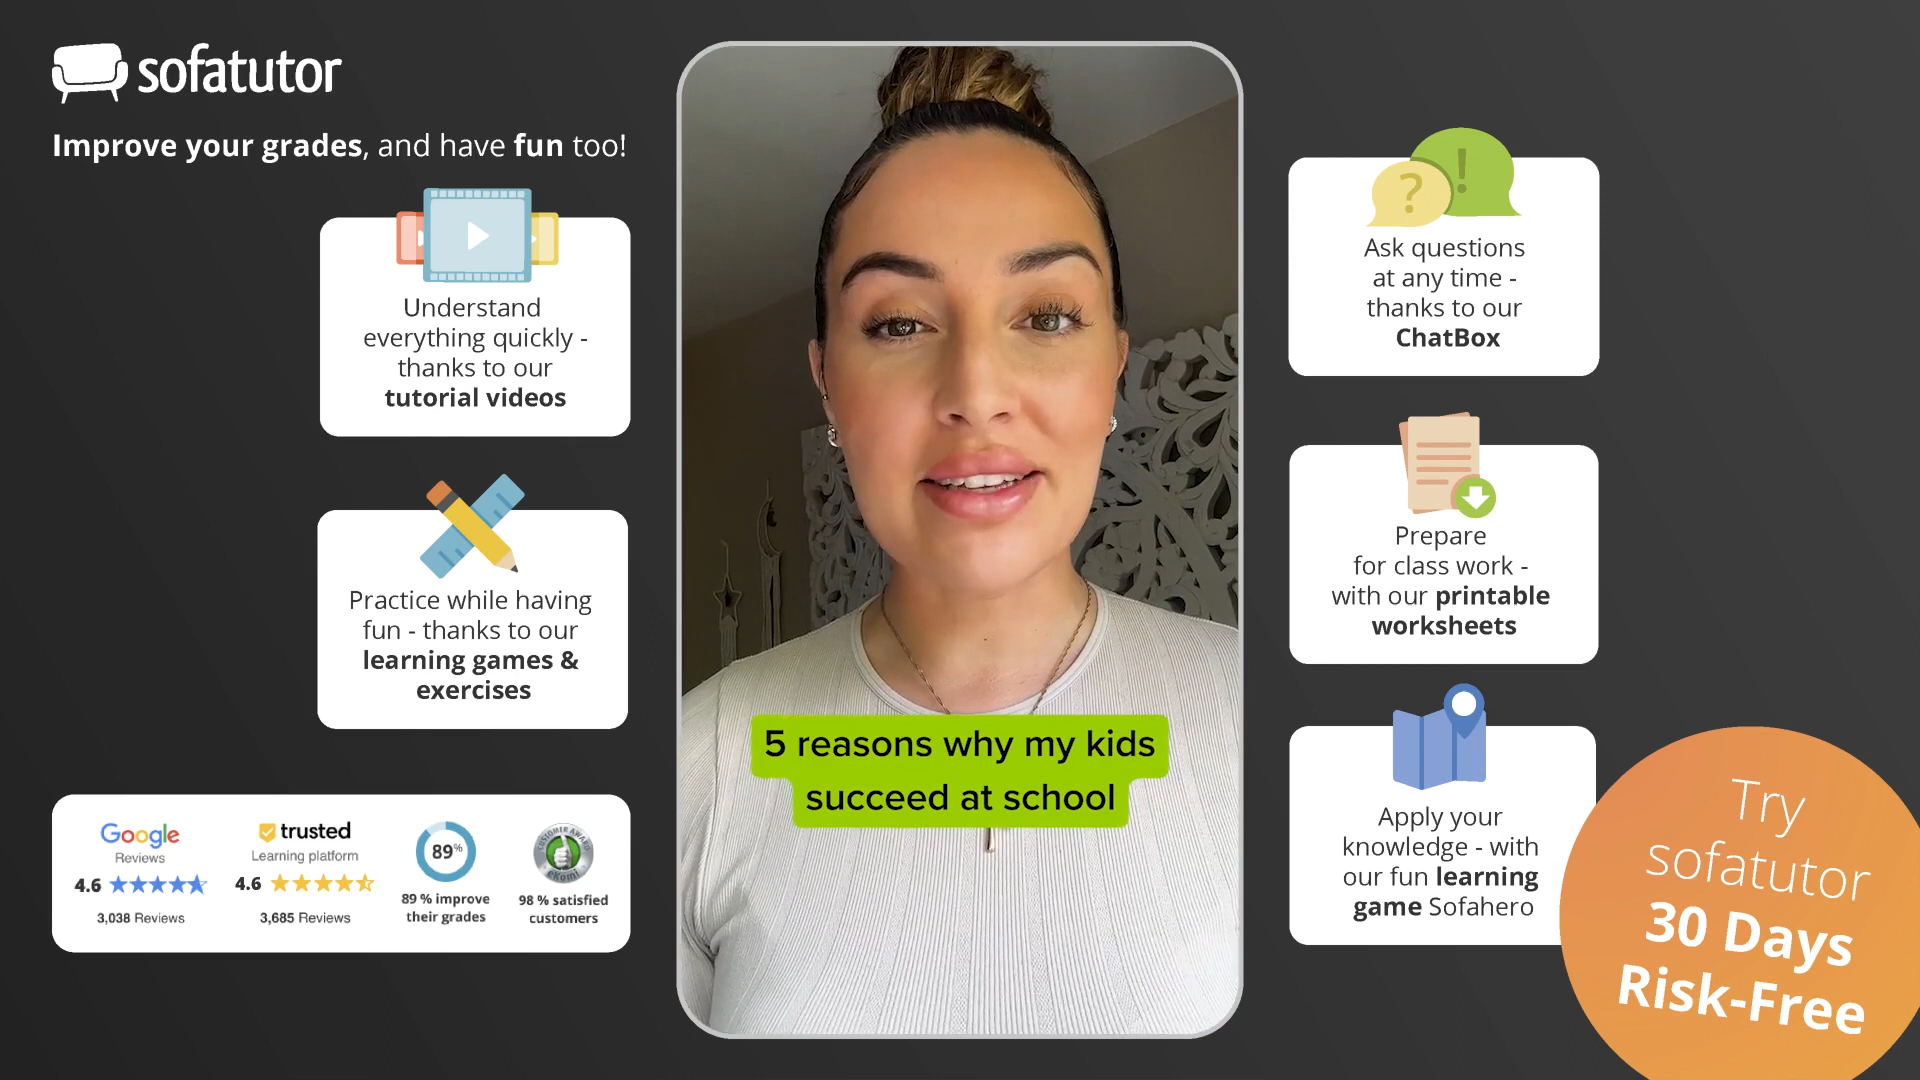 sofatutor
Improve your grades, and have fun too!
Understand
everything quickly -
thanks to our
tutorial videos
Practice while having
fun - thanks to our
learning games &
exercises
Google
Reviews
4.6
3,038 Reviews
trusted
Learning platform
4.6
3,685 Reviews
89%
89 % improve
their grades
CUSTOMER AWARD
eKomi
98 % satisfied
customers
5 reasons why my kids
succeed at school
?
!
Ask questions
at any time -
thanks to our
ChatBox
Prepare
for class work -
with our printable
worksheets
Apply your
knowledge - with
our fun learning
game Sofahero
Try
sofatutor
30 Days
Risk-Free